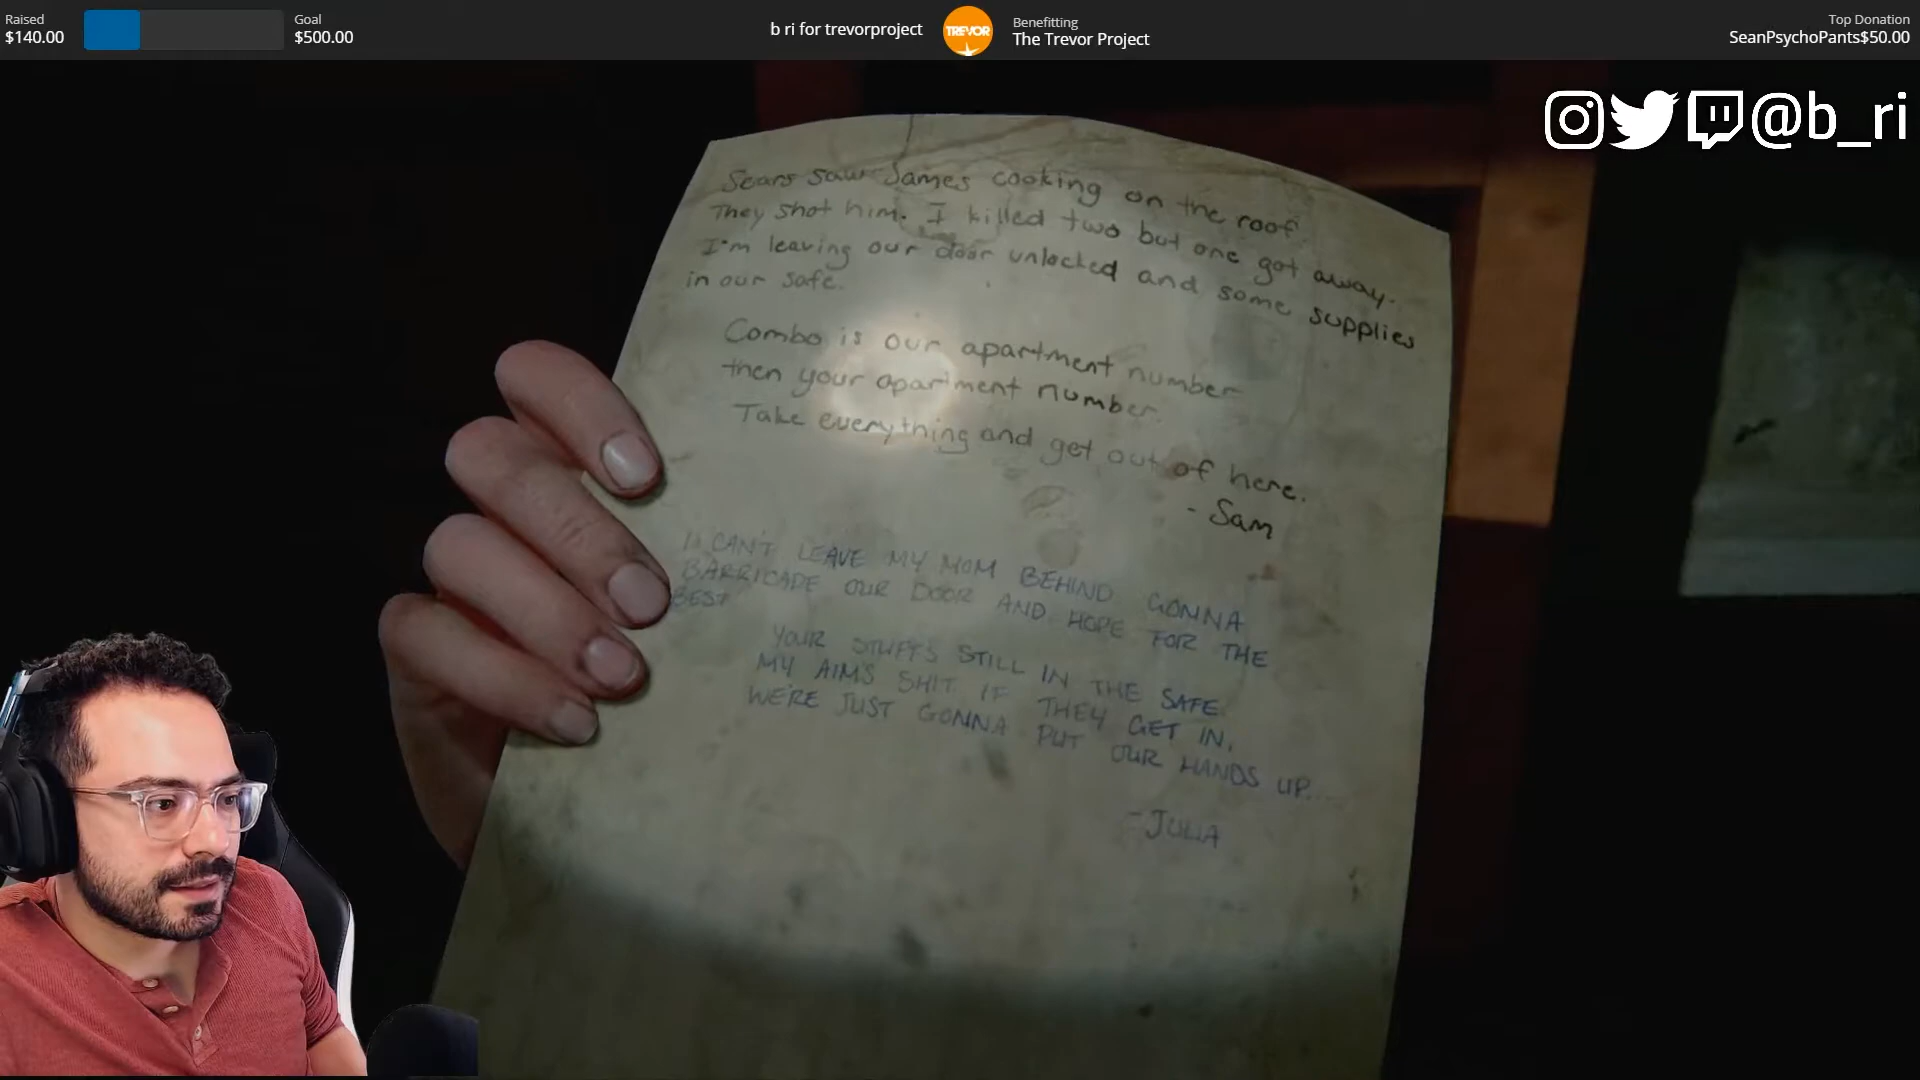 Raised
$140.00
Goal
$500.00
b ri for trevorproject
TREVOR
Benefitting
The Trevor Project
Top Donation
SeanPsychoPants$50.00
@b_ri
Scars saw James cooking on the roof.
They shot him. I killed two but one got away.
I'm leaving our door unlocked and some supplies
in our safe.
Combo is our apartment number
then your apartment number.
Take everything and get out of here.
- Sam
I CAN'T LEAVE MY MOM BEHIND GONNA
BARRICADE OUR DOOR AND HOPE FOR THE
BEST
YOUR STUFF'S STILL IN THE SAFE.
MY AIM'S SHIT IF THEY GET IN,
WE'RE JUST GONNA PUT OUR HANDS UP.
- JULIA